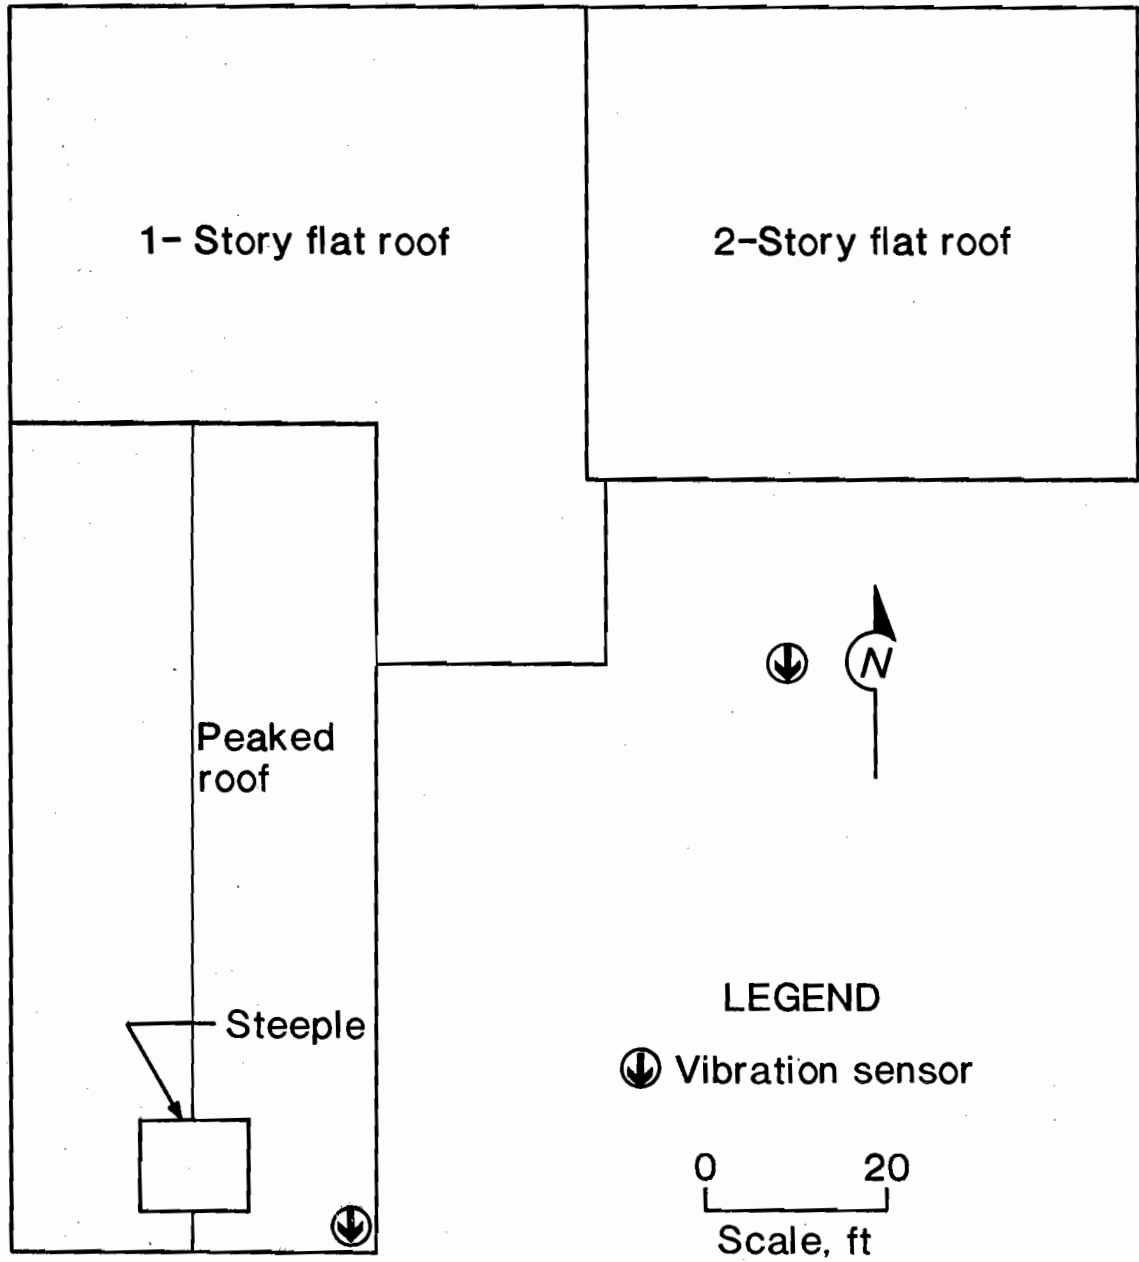 1- Story flat roof
2-Story flat roof
N
Peaked
roof
Steeple
LEGEND
Vibration sensor
0 20
Scale, ft